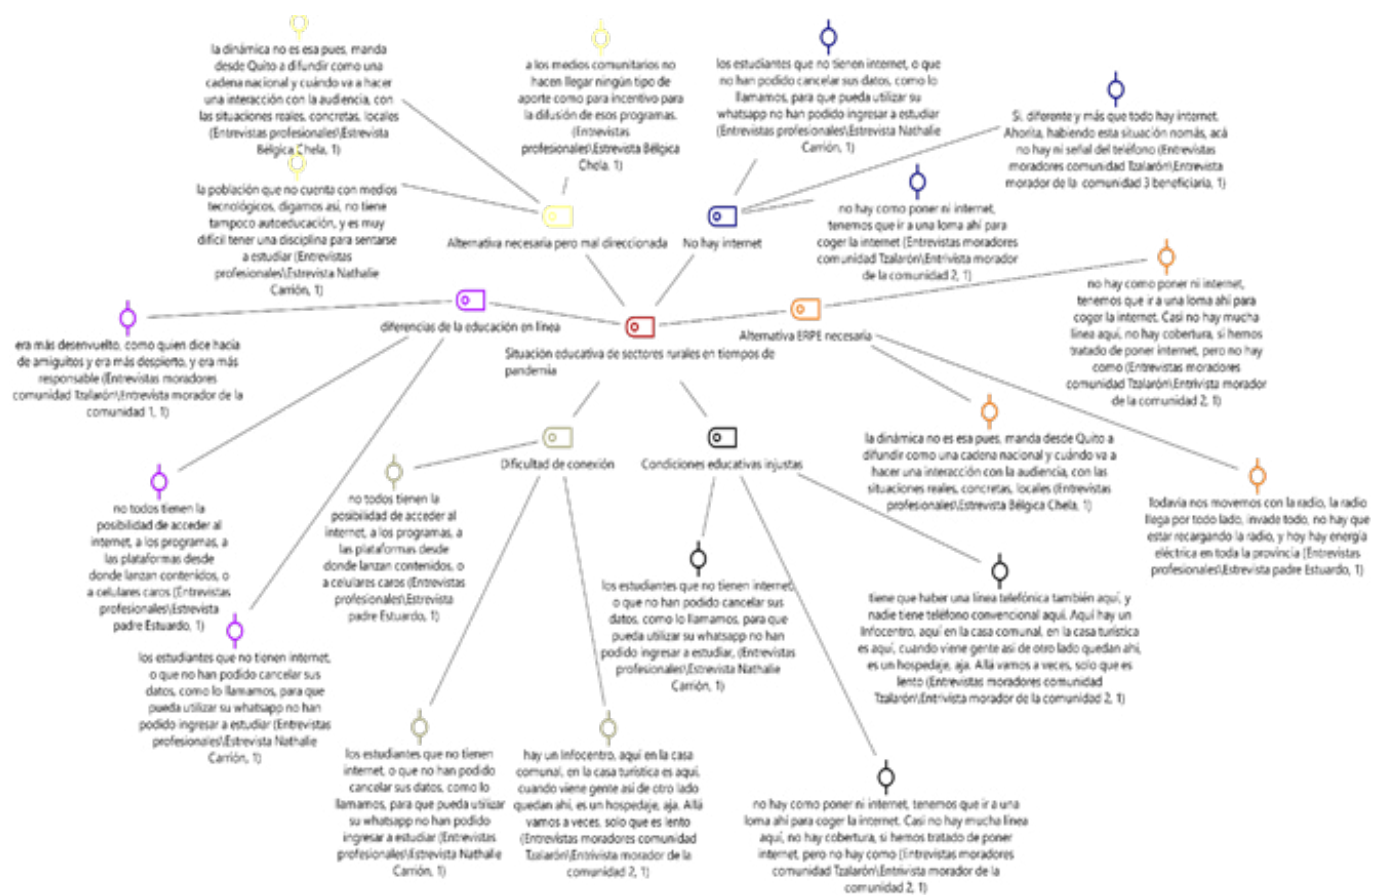 la dinámica no es esa pues, manda
desde Quito a difundir como una
cadena nacional y cuándo va a hacer
una interacción con la audiencia, con
las situaciones reales, concretas, locales
(Entrevistas profesionales\Estrevista
Bélgica Chela, 1)
a los medios comunitarios no
hacen llegar ningún tipo de
aporte como para incentivo para
la difusión de esos programas.
(Entrevistas
profesionales\Estrevista Bélgica
Chela, 1)
los estudiantes que no tienen internet, o que
no han podido cancelar sus datos, como lo
llamamos, para que pueda utilizar su
whatsapp no han podido ingresar a estudiar
(Entrevistas profesionales\Estrevista Nathalie
Carrión, 1)
Si, diferente y más que todo hay internet.
Ahorita, habiendo esta situación nomás, acá
no hay ni señal del teléfono (Entrevistas
moradores comunidad Tzalarón\Entrevista
morador de la comunidad 3 beneficiaria, 1)
la población que no cuenta con medios
tecnológicos, digamos así, no tiene
tampoco autoeducación, y es muy
difícil tener una disciplina para sentarse
a estudiar (Entrevistas
profesionales\Estrevista Nathalie
Carrión, 1)
Alternativa necesaria pero mal direccionada
No hay internet
no hay como poner ni internet,
tenemos que ir a una loma ahí para
coger la internet (Entrevistas moradores
comunidad Tzalarón\Entrivista morador
de la comunidad 2, 1)
no hay como poner ni internet,
tenemos que ir a una loma ahí para
coger la internet. Casi no hay mucha
línea aquí, no hay cobertura, si hemos
tratado de poner internet, pero no hay
como (Entrevistas moradores
comunidad Tzalarón\Entrivista morador
de la comunidad 2, 1)
diferencias de la educación en línea
Alternativa ERPE necesaria
Situación educativa de sectores rurales en tiempos de
pandemia
era más desenvuelto, como quien dice hacia
de amiguitos y era más despierto, y era más
responsable (Entrevistas moradores
comunidad Tzalarón\Entrevista morador de la
comunidad 1, 1)
la dinámica no es esa pues, manda desde Quito a
difundir como una cadena nacional y cuándo va a
hacer una interacción con la audiencia, con las
situaciones reales, concretas, locales (Entrevistas
profesionales\Estrevista Bélgica Chela, 1)
Todavía nos movemos con la radio, la radio
llega por todo lado, invade todo, no hay que
estar recargando la radio, y hoy hay energía
eléctrica en toda la provincia (Entrevistas
profesionales\Estrevista padre Estuardo, 1)
Dificultad de conexión
Condiciones educativas injustas
no todos tienen la
posibilidad de acceder al
internet, a los programas, a
las plataformas desde
donde lanzan contenidos, o
a celulares caros (Entrevistas
profesionales\Estrevista
padre Estuardo, 1)
no todos tienen la
posibilidad de acceder al
internet, a los programas, a
las plataformas desde
donde lanzan contenidos, o
a celulares caros (Entrevistas
profesionales\Estrevista
padre Estuardo, 1)
los estudiantes que no tienen internet,
o que no han podido cancelar sus
datos, como lo llamamos, para que
pueda utilizar su whatsapp no han
podido ingresar a estudiar, (Entrevistas
profesionales\Estrevista Nathalie
Carrión, 1)
tiene que haber una línea telefónica también aquí, y
nadie tiene teléfono convencional aquí. Aquí hay un
Infocentro, aquí en la casa comunal, en la casa turística
es aquí, cuando viene gente así de otro lado quedan ahí,
es un hospedaje, aja. Allá vamos a veces, solo que es
lento (Entrevistas moradores comunidad
Tzalarón\Entrivista morador de la comunidad 2, 1)
los estudiantes que no tienen internet,
o que no han podido cancelar sus
datos, como lo llamamos, para que
pueda utilizar su whatsapp no han
podido ingresar a estudiar (Entrevistas
profesionales\Estrevista Nathalie
Carrión, 1)
los estudiantes que no tienen
internet, o que no han podido
cancelar sus datos, como lo
llamamos, para que pueda utilizar
su whatsapp no han podido
ingresar a estudiar (Entrevistas
profesionales\Estrevista Nathalie
Carrión, 1)
hay un Infocentro, aquí en la casa
comunal, en la casa turística es aquí,
cuando viene gente así de otro lado
quedan ahí, es un hospedaje, aja. Allá
vamos a veces, solo que es lento
(Entrevistas moradores comunidad
Tzalarón\Entrivista morador de la
comunidad 2, 1)
no hay como poner ni internet, tenemos que ir a una
loma ahí para coger la internet. Casi no hay mucha línea
aquí, no hay cobertura, si hemos tratado de poner
internet, pero no hay como (Entrevistas moradores
comunidad Tzalarón\Entrivista morador de la
comunidad 2, 1)